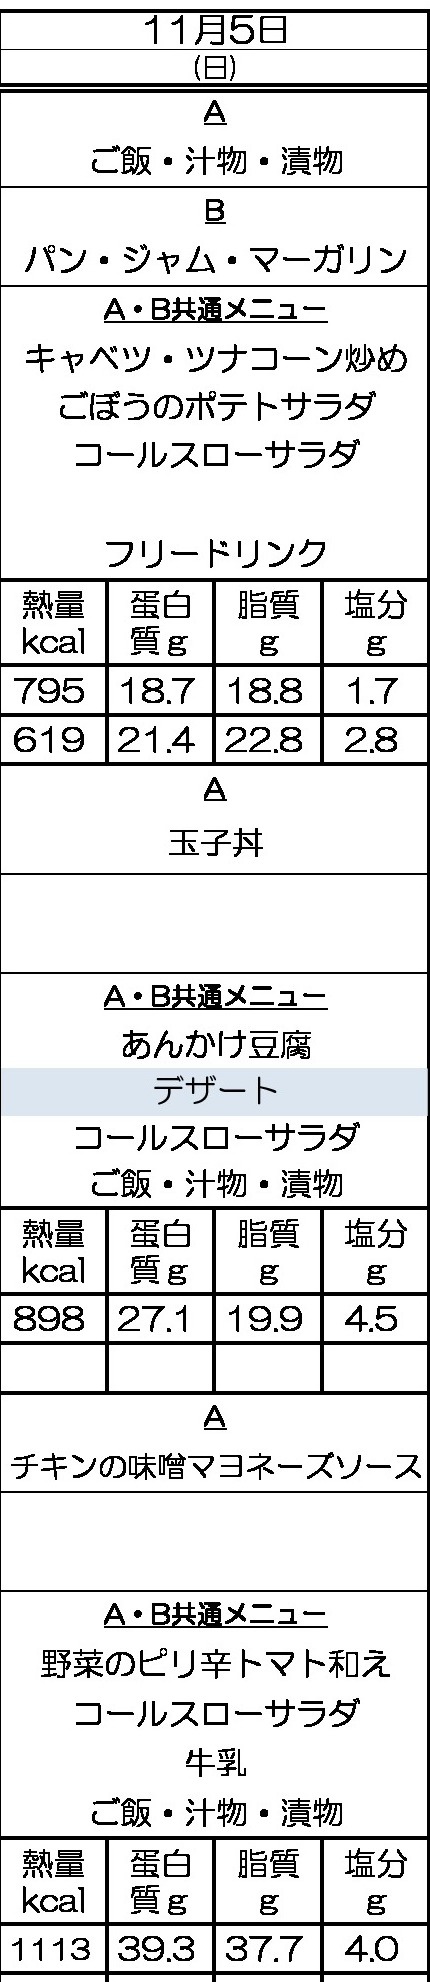 11月5日
(日)
A
ご飯・汁物・漬物
B
パン・ジャム・マーガリン
A・B共通メニュー
キャベツ・ツナコーン炒め
ごぼうのポテトサラダ
コールスローサラダ
フリードリンク
熱量 蛋白 脂質 塩分
kcal 質g g g
795 18.7 18.8 1.7
619 21.4 22.8 2.8
A
玉子丼
A・B共通メニュー
あんかけ豆腐
デザート
コールスローサラダ
ご飯・汁物・漬物
熱量 蛋白 脂質 塩分
kcal 質g g g
898 27.1 19.9 4.5
A
チキンの味噌マヨネーズソース
A・B共通メニュー
野菜のピリ辛トマト和え
コールスローサラダ
牛乳
ご飯・汁物・漬物
熱量 蛋白 脂質 塩分
kcal 質g g g
1113 39.3 37.7 4.0